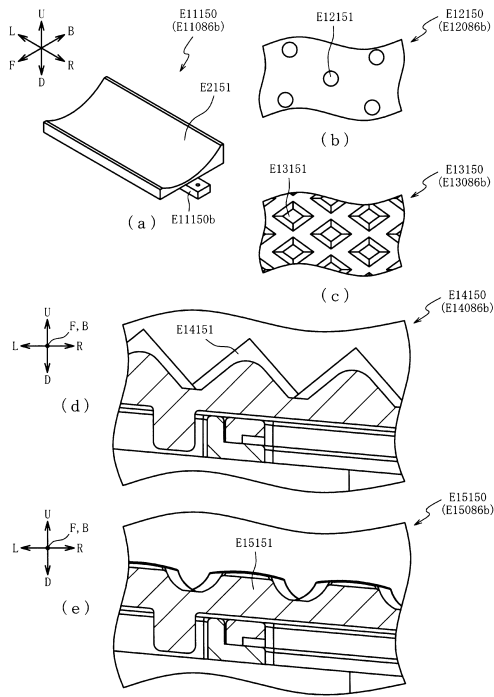 E11150
(E11086b)
U
L
B
F
R
D
E2151
E11150b
(a)
E12151
E12150
(E12086b)
(b)
E13151
E13150
(E13086b)
(c)
E14150
(E14086b)
U
F, B
L
R
D
E14151
(d)
E15150
(E15086b)
U
F, B
L
R
D
E15151
(e)